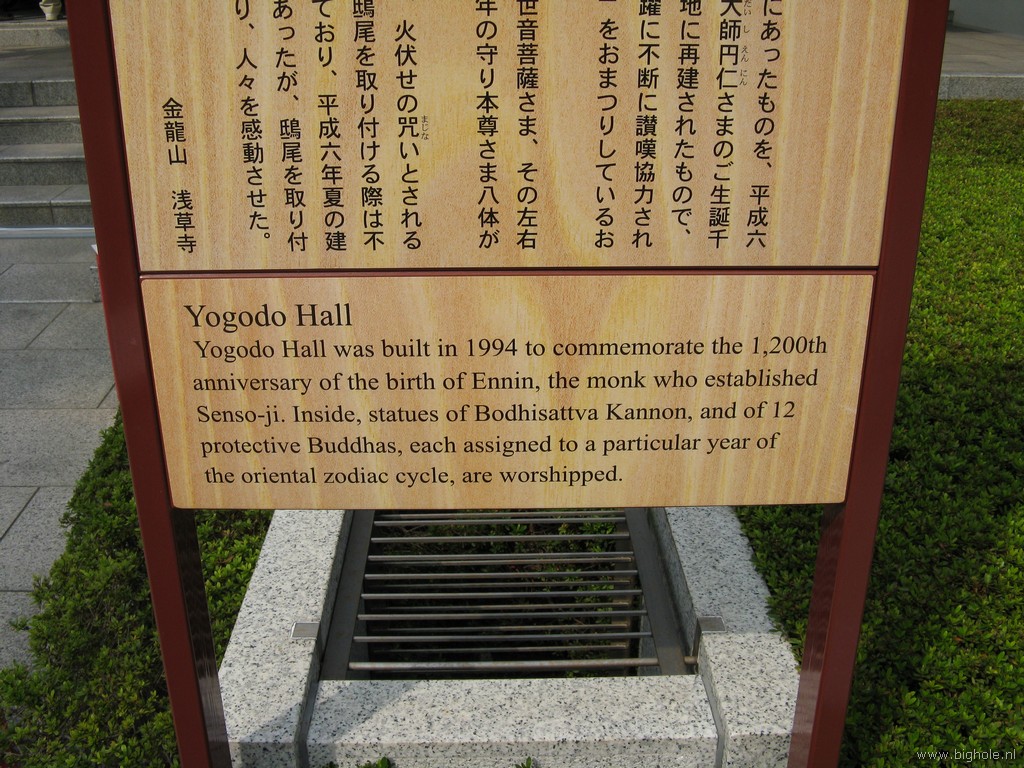 にあったものを、平成六
大師円仁さまのご生誕千
地に再建されたもので、
躍に不断に讃嘆協力され
をおまつりしているお
世音菩薩さま、その左右
年の守り本尊さま八体が
火伏せの呪いとされる
鴟尾を取り付ける際は不
ており、平成六年夏の建
あったが、鴟尾を取り付
り、人々を感動させた。
金龍山 浅草寺
Yogodo Hall
Yogodo Hall was built in 1994 to commemorate the 1,200th
anniversary of the birth of Ennin, the monk who established
Senso-ji. Inside, statues of Bodhisattva Kannon, and of 12
protective Buddhas, each assigned to a particular year of
the oriental zodiac cycle, are worshipped.
www.bighole.nl